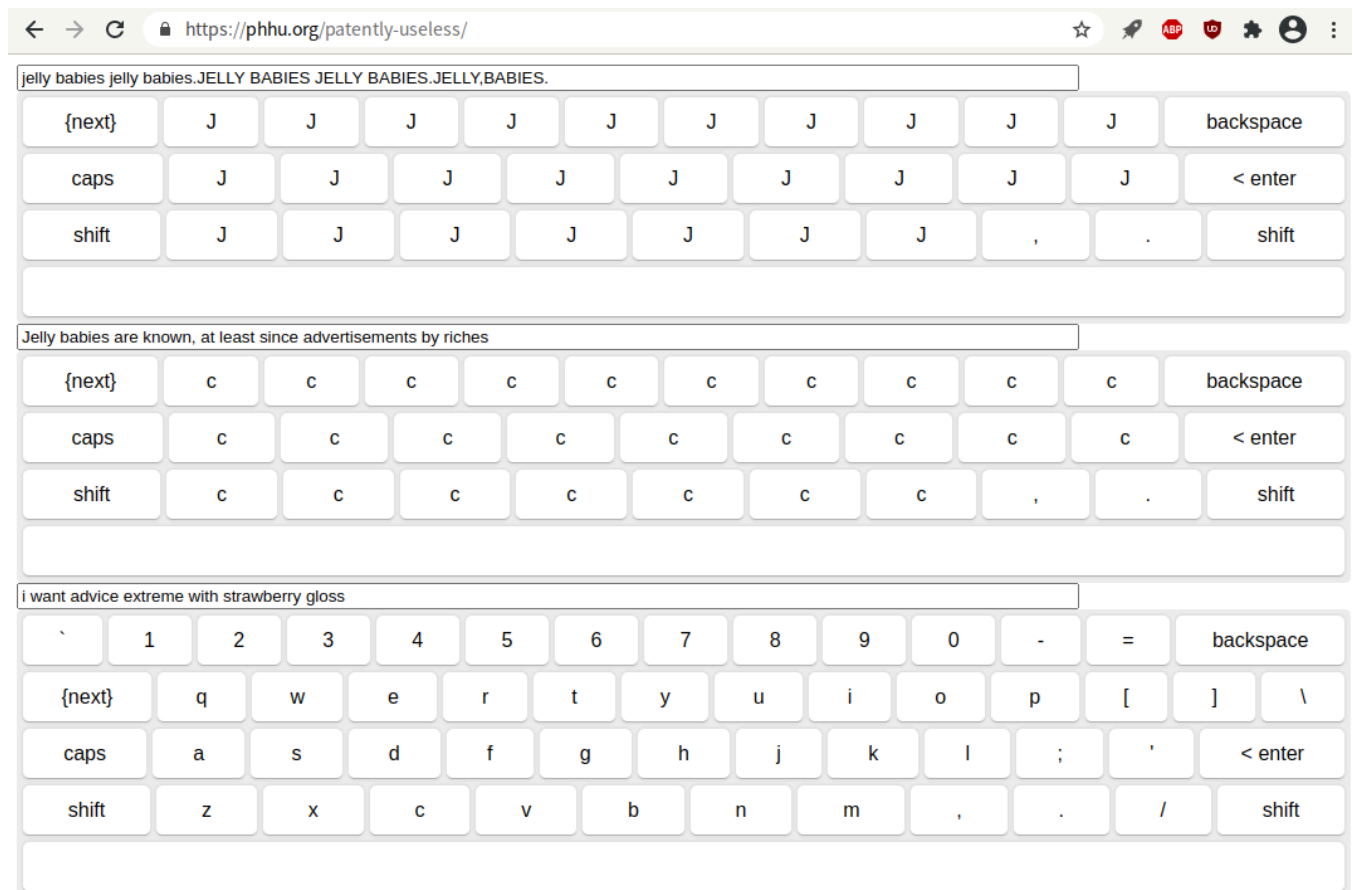 https://phhu.org/patently-useless/
ABP
jelly babies jelly babies.JELLY BABIES JELLY BABIES.JELLY,BABIES.
{next} J J J J J J J J J J backspace
caps J J J J J J J J J < enter
shift J J J J J J J , . shift
Jelly babies are known, at least since advertisements by riches
{next} c c c c c c c c c c backspace
caps c c c c c c c c c < enter
shift c c c c c c c , . shift
i want advice extreme with strawberry gloss
` 1 2 3 4 5 6 7 8 9 0 - = backspace
{next} q w e r t y u i o p [ ] \
caps a s d f g h j k l ; ' < enter
shift z x c v b n m , . / shift